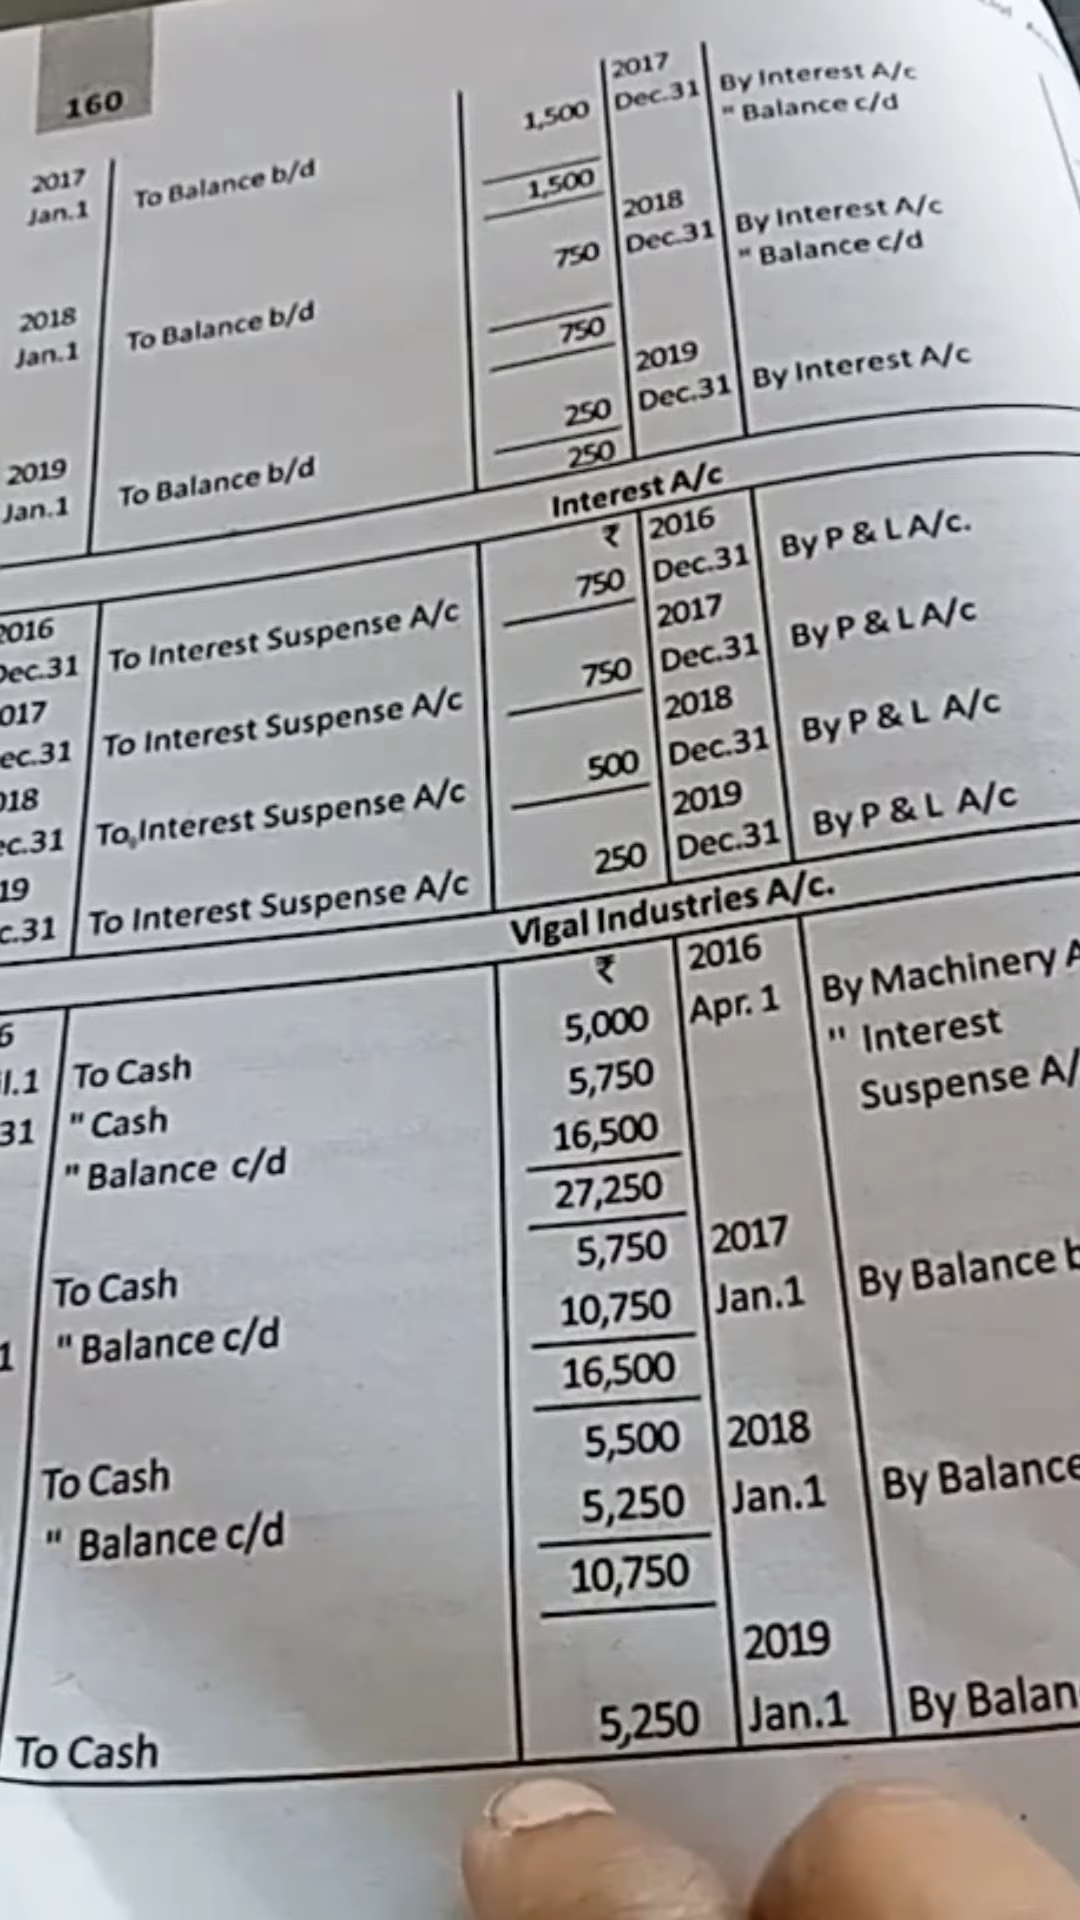 160
2017 Jan.1 To Balance b/d 1,500 2017 Dec.31 By Interest A/c
" Balance c/d
1,500
2018 Jan.1 To Balance b/d 750 2018 Dec.31 By Interest A/c
" Balance c/d
750
2019 Jan.1 To Balance b/d 250 2019 Dec.31 By Interest A/c
250
Interest A/c
₹
2016 Dec.31 To Interest Suspense A/c 750 2016 Dec.31 By P & L A/c.
017 ec.31 To Interest Suspense A/c 750 2017 Dec.31 By P & L A/c
018 ec.31 To Interest Suspense A/c 500 2018 Dec.31 By P & L A/c
19 c.31 To Interest Suspense A/c 250 2019 Dec.31 By P & L A/c
Vigal Industries A/c.
₹
6 l.1 To Cash 5,000 2016 Apr. 1 By Machinery A
31 " Cash 5,750 " Interest
" Balance c/d 16,500 Suspense A/
27,250
To Cash 5,750 2017
1 " Balance c/d 10,750 Jan.1 By Balance b
16,500
To Cash 5,500 2018
" Balance c/d 5,250 Jan.1 By Balance
10,750
2019
To Cash 5,250 Jan.1 By Balan